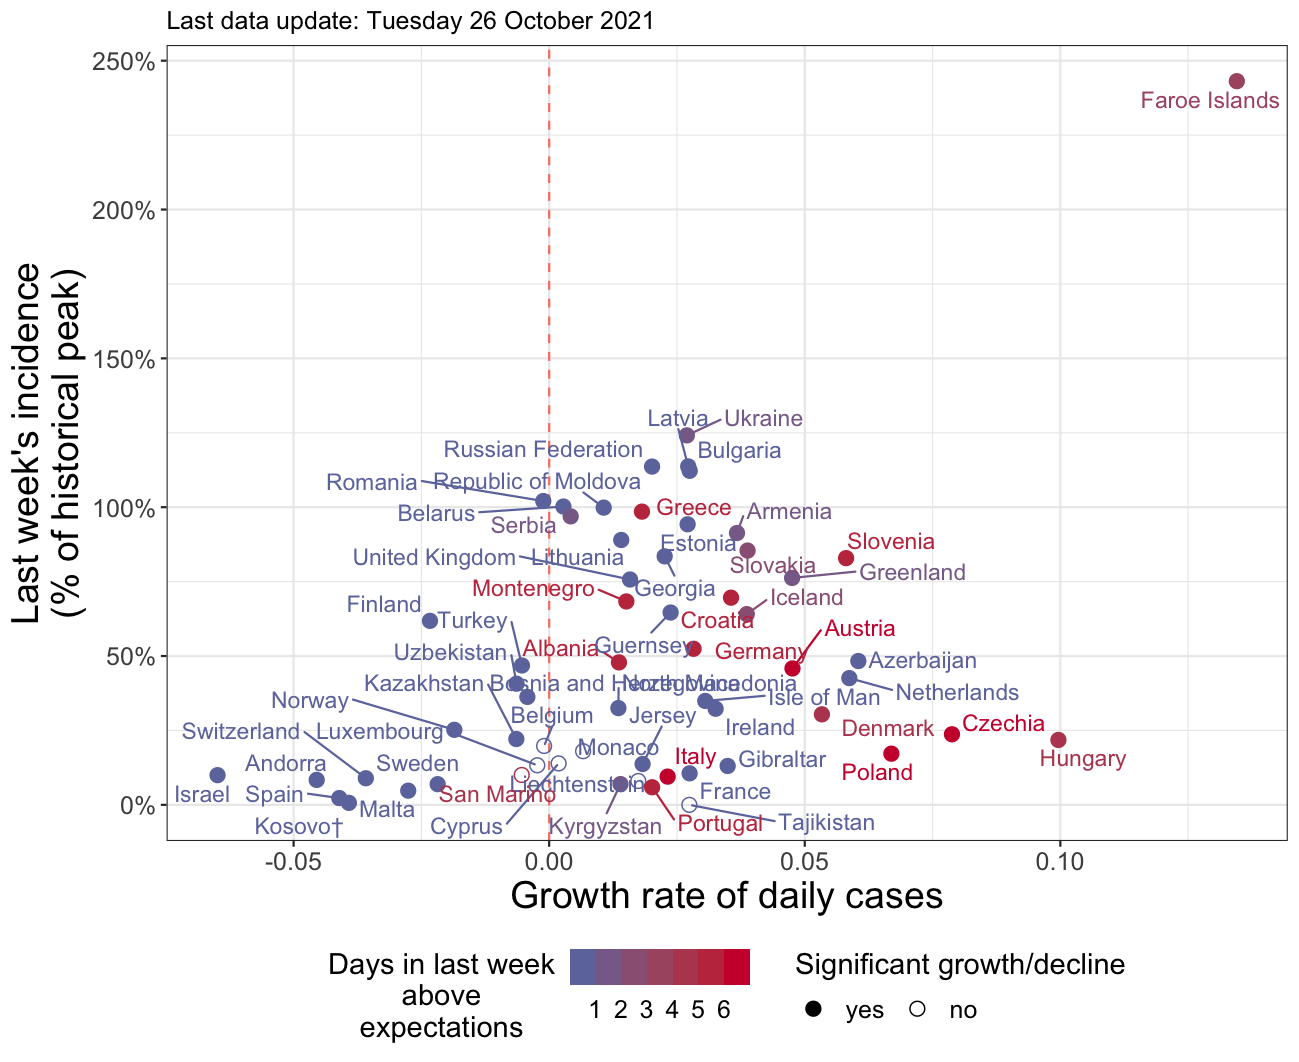 Last data update: Tuesday 26 October 2021
250%
Faroe Islands
200%
Last week's incidence
(% of historical peak)
150%
Latvia
Ukraine
Russian Federation
Bulgaria
Romania
Republic of Moldova
100%
Belarus
Serbia
Greece
Armenia
Estonia
Slovenia
United Kingdom
Lithuania
Slovakia
Greenland
Montenegro
Georgia
Iceland
Finland
Turkey
Croatia
Austria
Uzbekistan
Albania
Guernsey
Germany
50%
Azerbaijan
Kazakhstan
Bosnia and Herzegovina
North Macedonia
Isle of Man
Netherlands
Norway
Belgium
Jersey
Ireland
Denmark
Czechia
Switzerland
Luxembourg
Monaco
Italy
Gibraltar
Hungary
Andorra
Sweden
Poland
Israel
Spain
San Marino
Liechtenstein
France
0%
Malta
Kosovo†
Cyprus
Kyrgyzstan
Portugal
Tajikistan
-0.05
0.00
0.05
0.10
Growth rate of daily cases
Days in last week
above
expectations
1 2 3 4 5 6
Significant growth/decline
yes
no